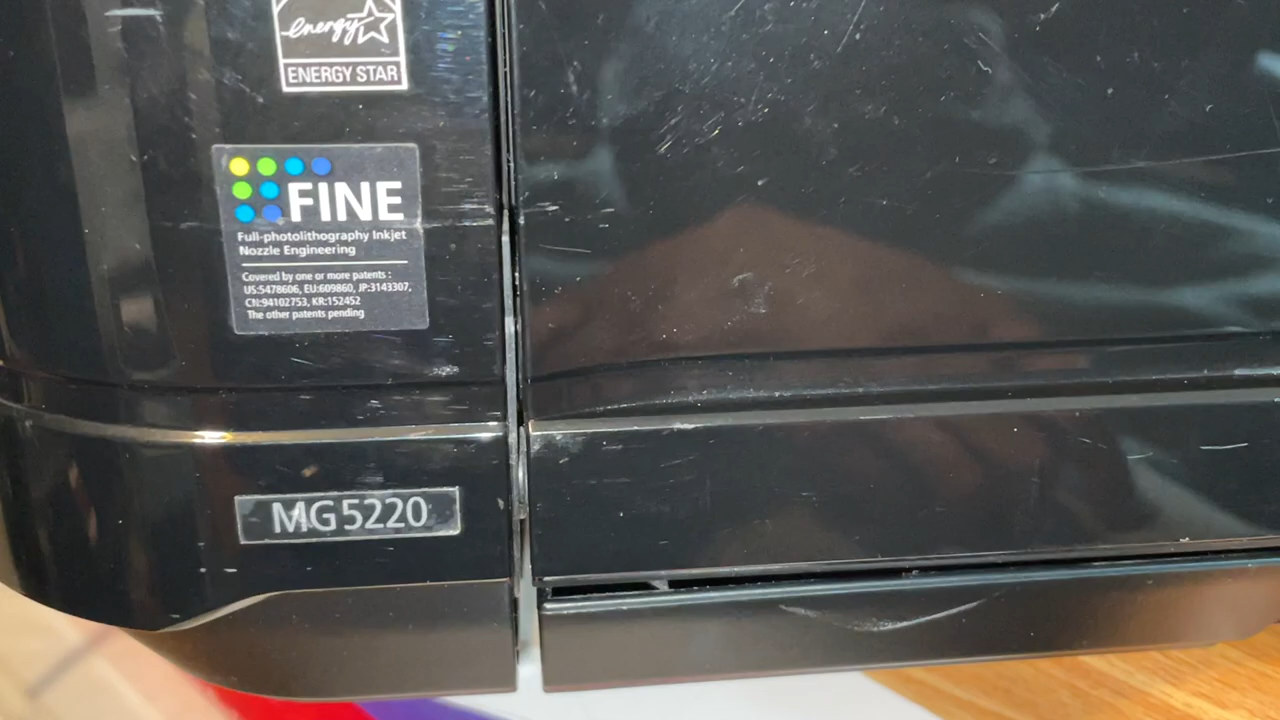 energy
ENERGY STAR
FINE
Full-photolithography Inkjet
Nozzle Engineering
Covered by one or more patents :
US:5478606, EU:609860, JP:3143307,
CN:94102753, KR:152452
The other patents pending
MG5220